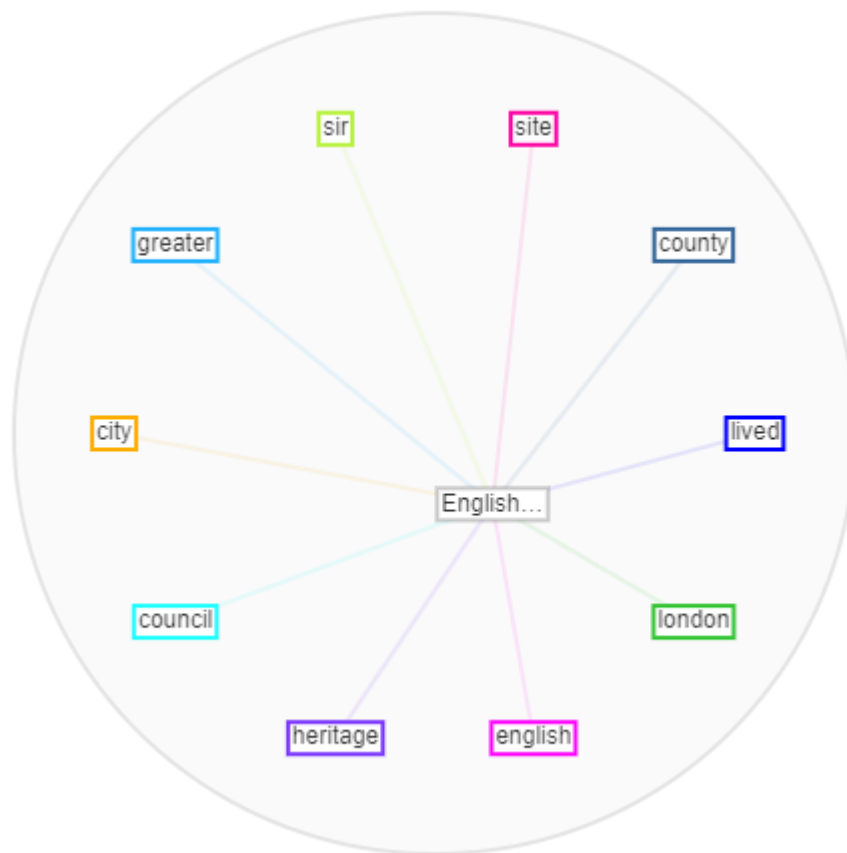 sir
site
greater
county
city
lived
English...
council
london
heritage
english